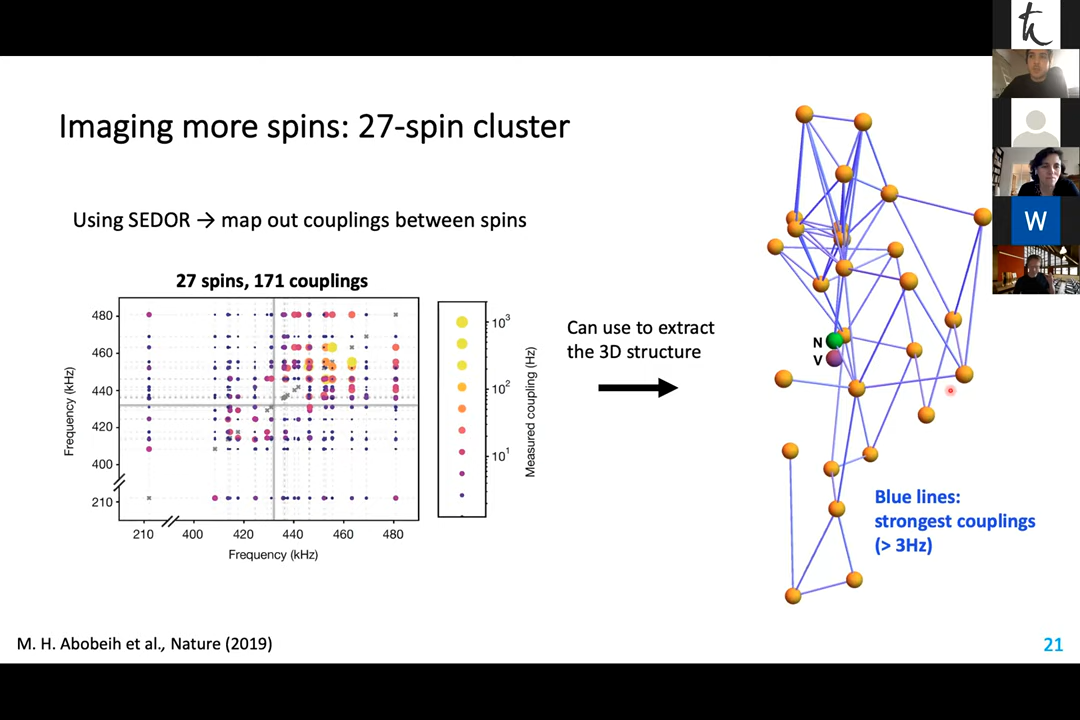 Imaging more spins: 27-spin cluster
Using SEDOR → map out couplings between spins
27 spins, 171 couplings
480
460
440
420
400
210
Frequency (kHz)
210
400
420
440
460
480
Frequency (kHz)
10³
10²
10¹
Measured coupling (Hz)
Can use to extract
the 3D structure
N
V
Blue lines:
strongest couplings
(> 3Hz)
W
M. H. Abobeih et al., Nature (2019)
21